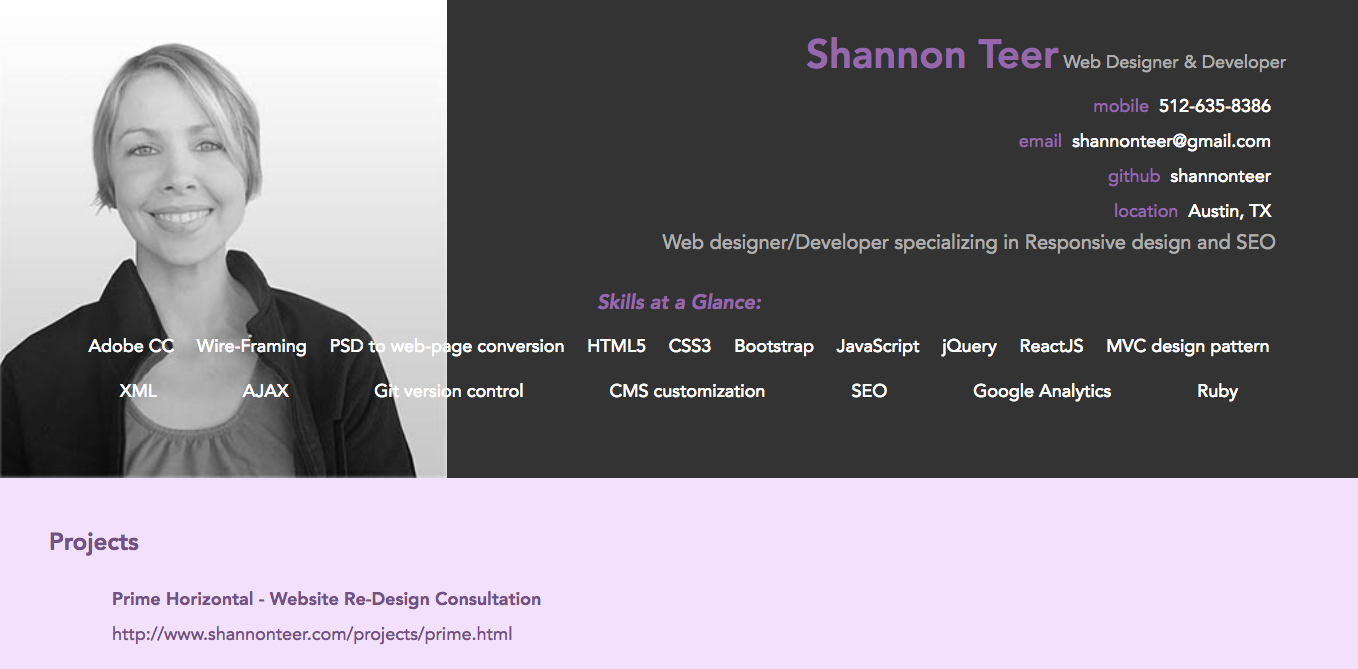 Shannon Teer Web Designer & Developer
mobile 512-635-8386
email shannonteer@gmail.com
github shannonteer
location Austin, TX
Web designer/Developer specializing in Responsive design and SEO
Skills at a Glance:
Adobe CC Wire-Framing PSD to web-page conversion HTML5 CSS3 Bootstrap JavaScript jQuery ReactJS MVC design pattern
XML AJAX Git version control CMS customization SEO Google Analytics Ruby
Projects
Prime Horizontal - Website Re-Design Consultation
http://www.shannonteer.com/projects/prime.html